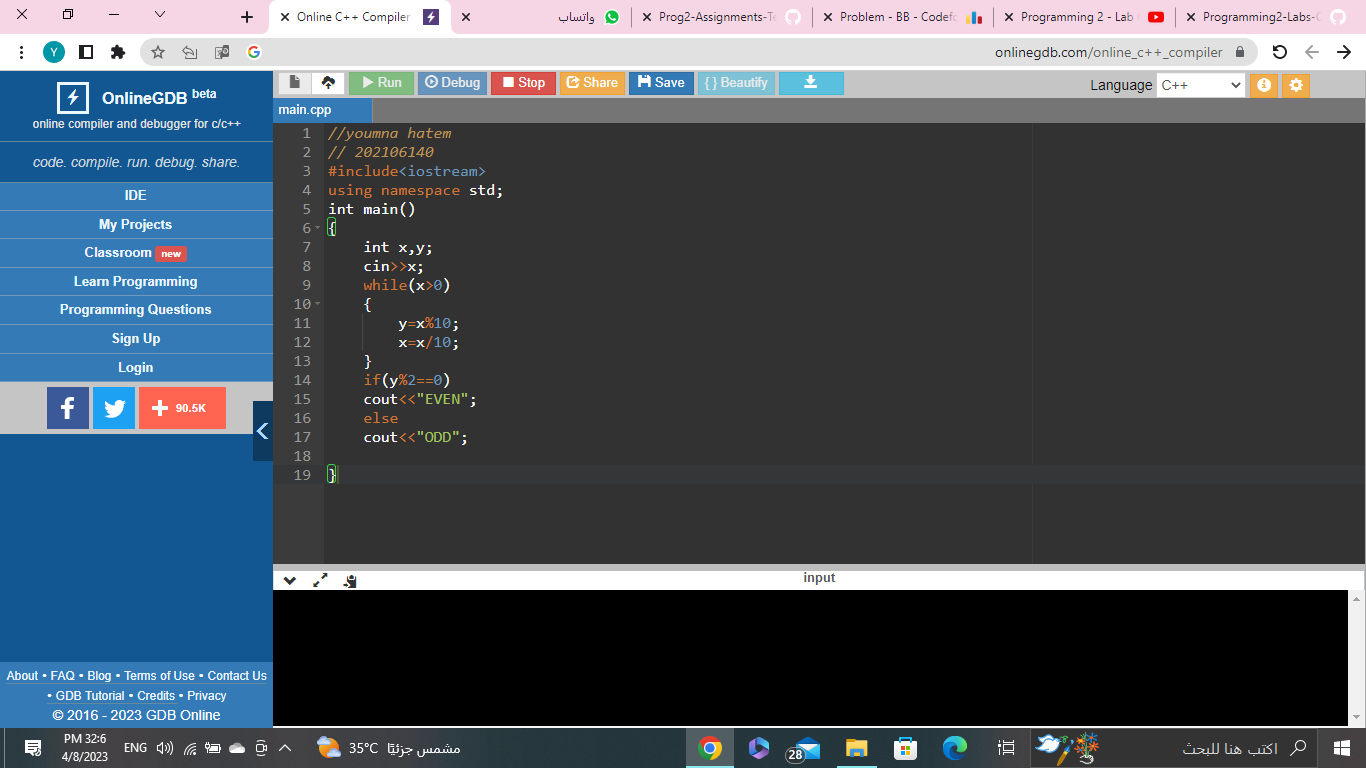 Online C++ Compiler
واتساب
Prog2-Assignments-Te
Problem - BB - Codefo
Programming 2 - Lab
Programming2-Labs-C
Y
onlinegdb.com/online_c++_compiler
OnlineGDB beta
online compiler and debugger for c/c++
code. compile. run. debug. share.
IDE
My Projects
Classroom new
Learn Programming
Programming Questions
Sign Up
Login
90.5K
About • FAQ • Blog • Terms of Use • Contact Us
• GDB Tutorial • Credits • Privacy
© 2016 - 2023 GDB Online
Run Debug Stop Share Save { } Beautify
Language C++
main.cpp
1 //youmna hatem
2 // 202106140
3 #include<iostream>
4 using namespace std;
5 int main()
6 {
7 int x,y;
8 cin>>x;
9 while(x>0)
10 {
11 y=x%10;
12 x=x/10;
13 }
14 if(y%2==0)
15 cout<<"EVEN";
16 else
17 cout<<"ODD";
18
19 }
input
PM 32:6
4/8/2023
ENG
35°C مشمس جزئيًا
28
اكتب هنا للبحث